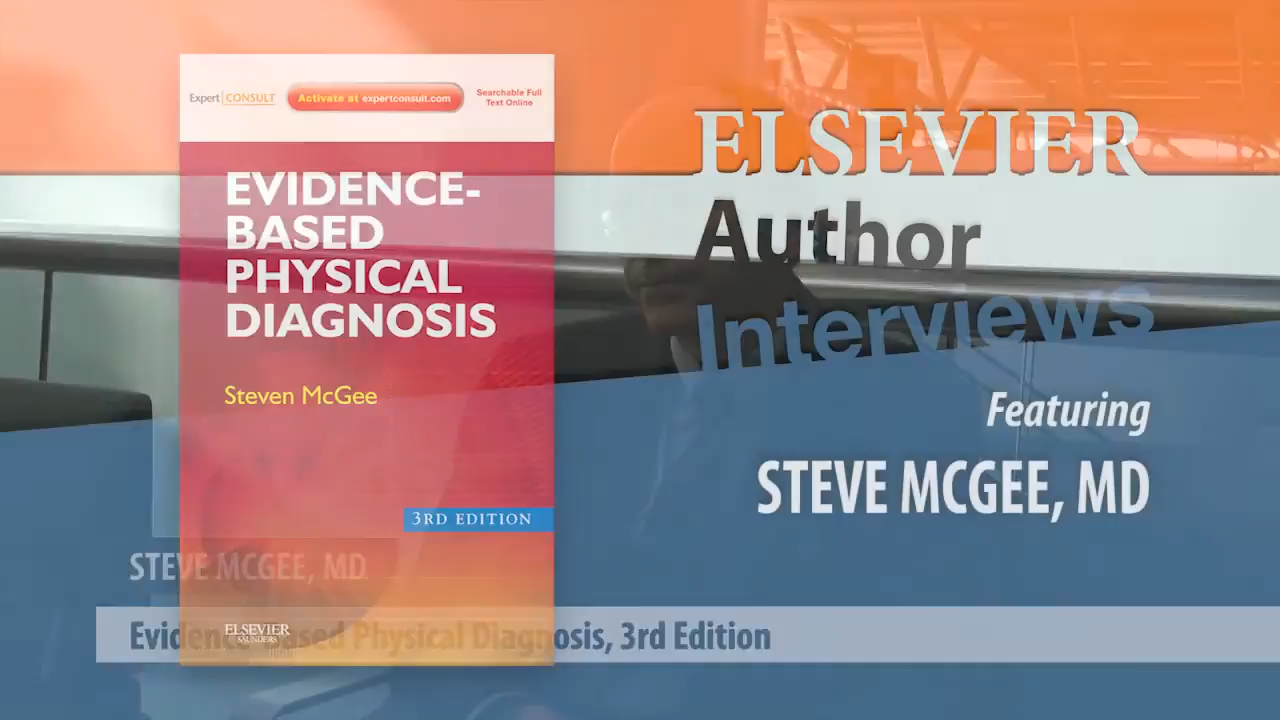 Expert CONSULT
Activate at expertconsult.com
Searchable Full
Text Online
EVIDENCE-
BASED
PHYSICAL
DIAGNOSIS
Steven McGee
3RD EDITION
ELSEVIER
SAUNDERS
ELSEVIER
Author
Interviews
Featuring
STEVE MCGEE, MD
STEVE MCGEE, MD
Evidence-Based Physical Diagnosis, 3rd Edition